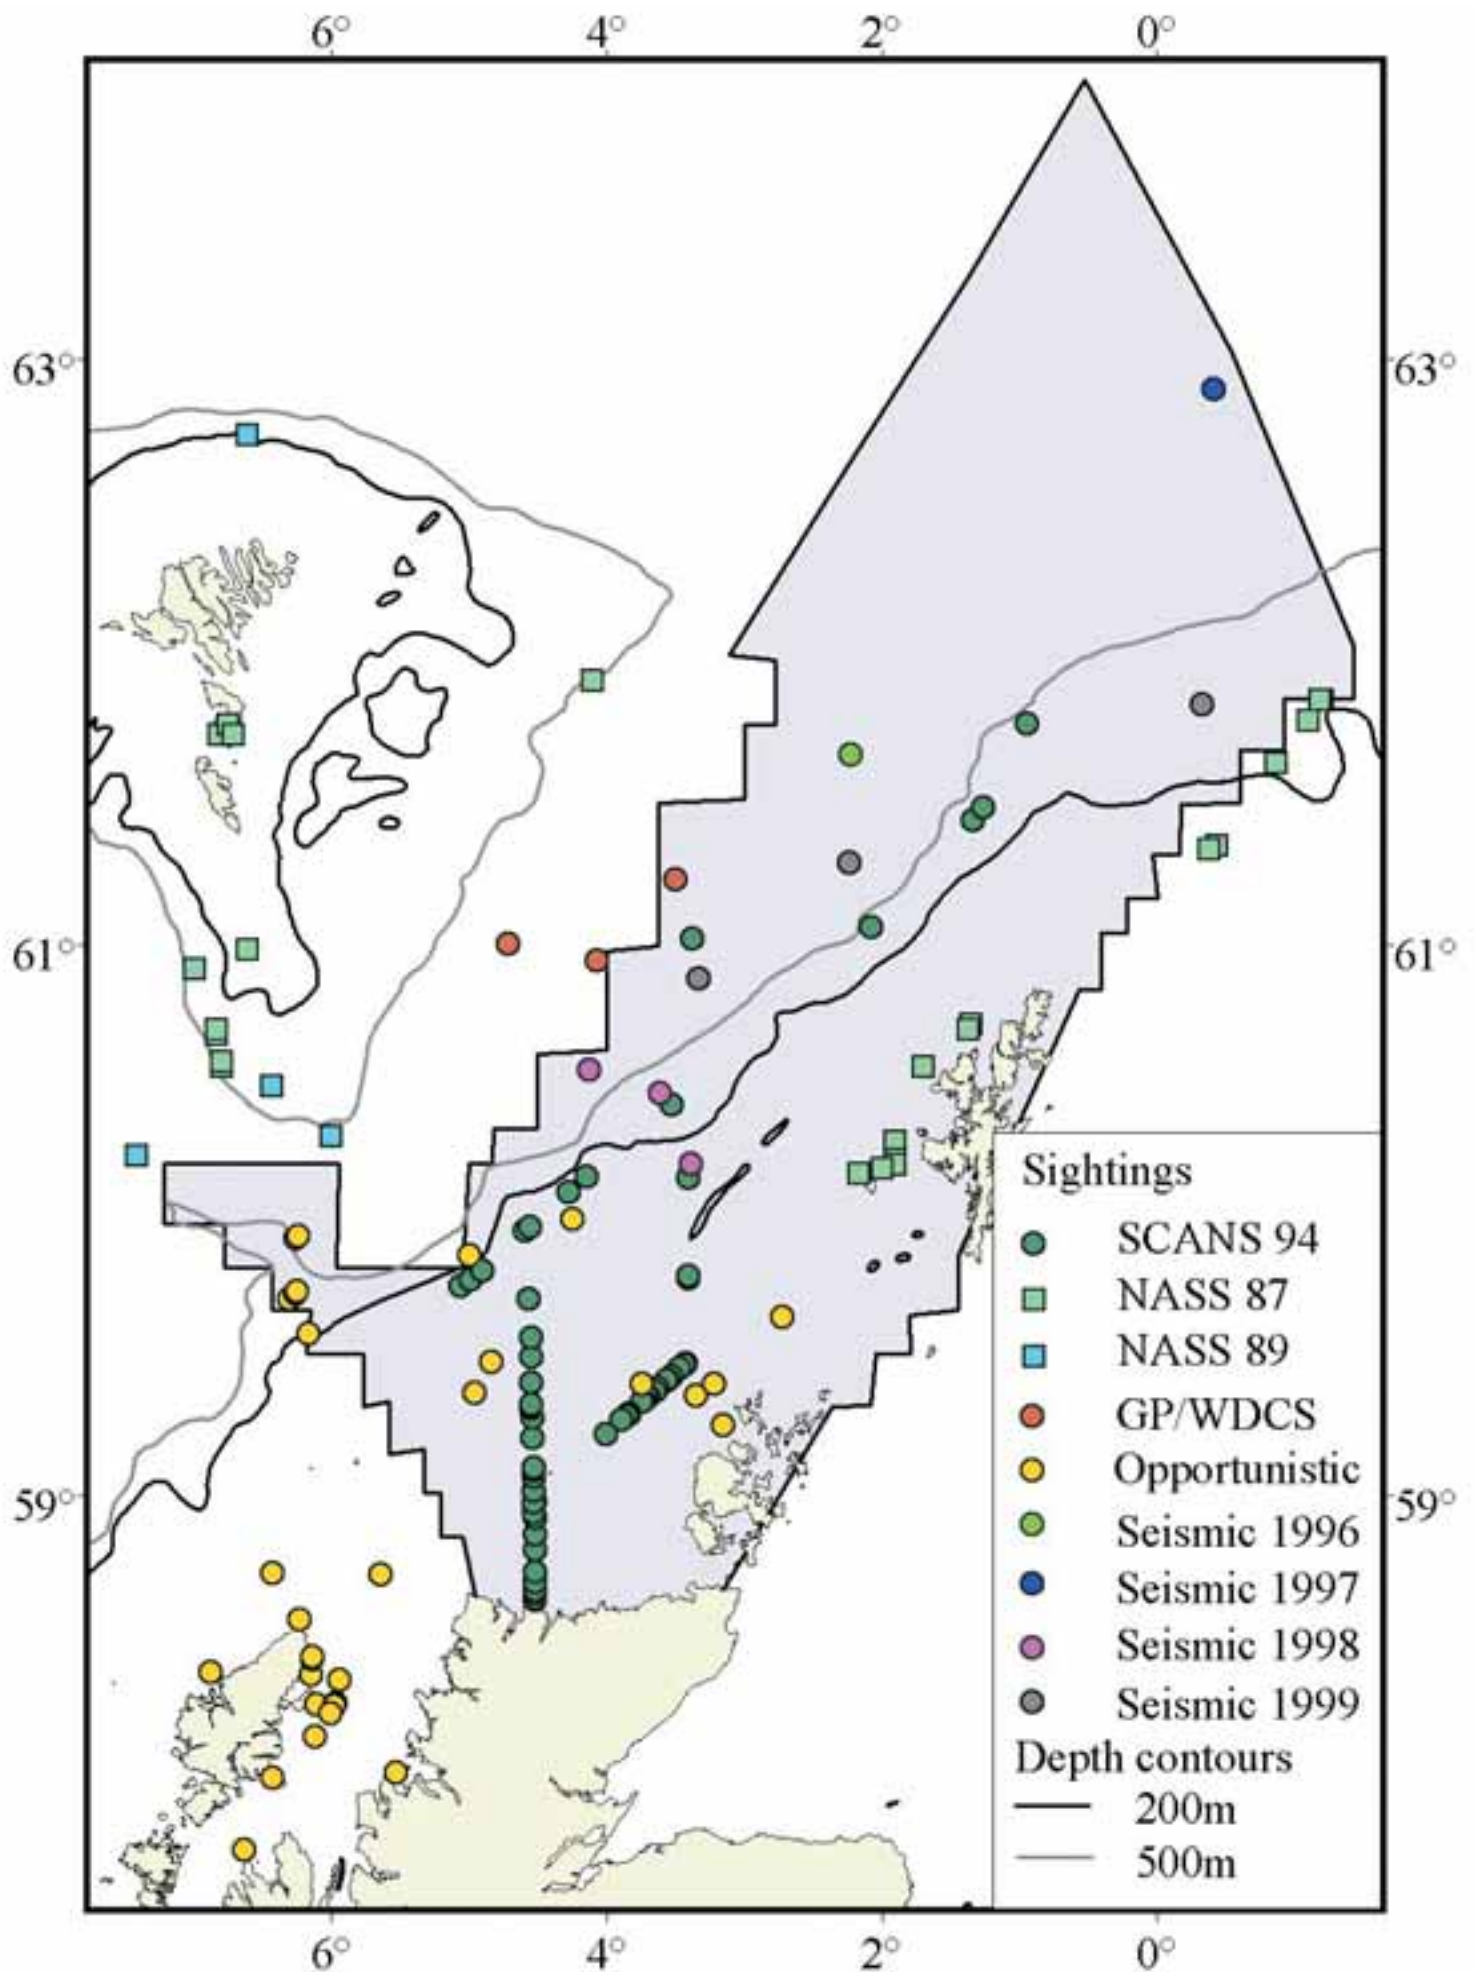 6° 4° 2° 0°
63° 63°
61° 61°
59° 59°
6° 4° 2° 0°
Sightings
SCANS 94
NASS 87
NASS 89
GP/WDCS
Opportunistic
Seismic 1996
Seismic 1997
Seismic 1998
Seismic 1999
Depth contours
200m
500m